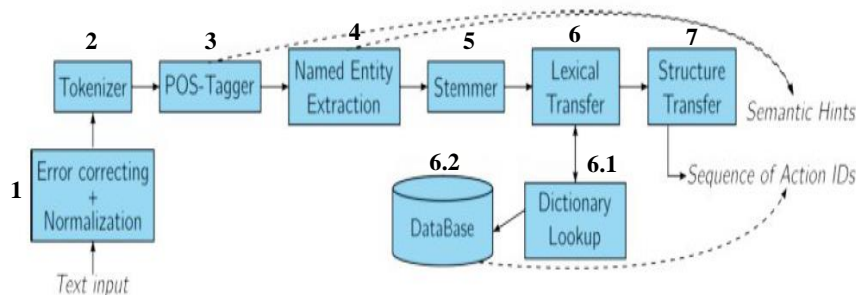 2
3
4
5
6
7
Tokenizer
POS-Tagger
Named Entity
Extraction
Stemmer
Lexical
Transfer
Structure
Transfer
Semantic Hints
1
Error correcting
+
Normalization
6.2
6.1
Sequence of Action IDs
DataBase
Dictionary
Lookup
Text input